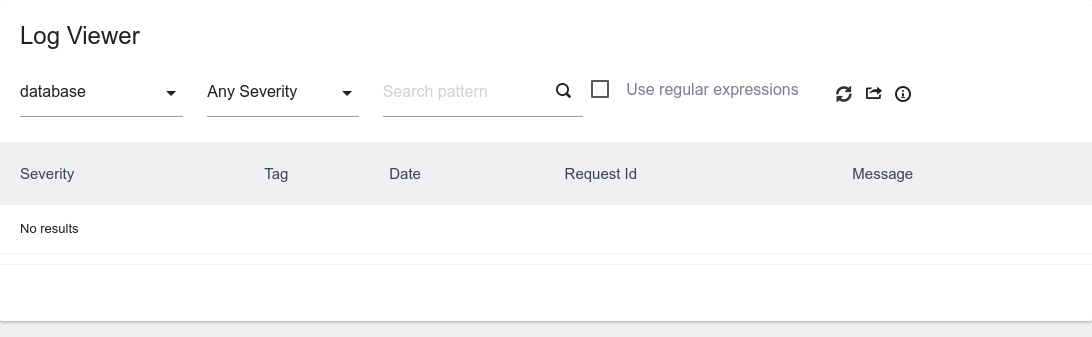 Log Viewer
database Any Severity Search pattern Use regular expressions
Severity Tag Date Request Id Message
No results